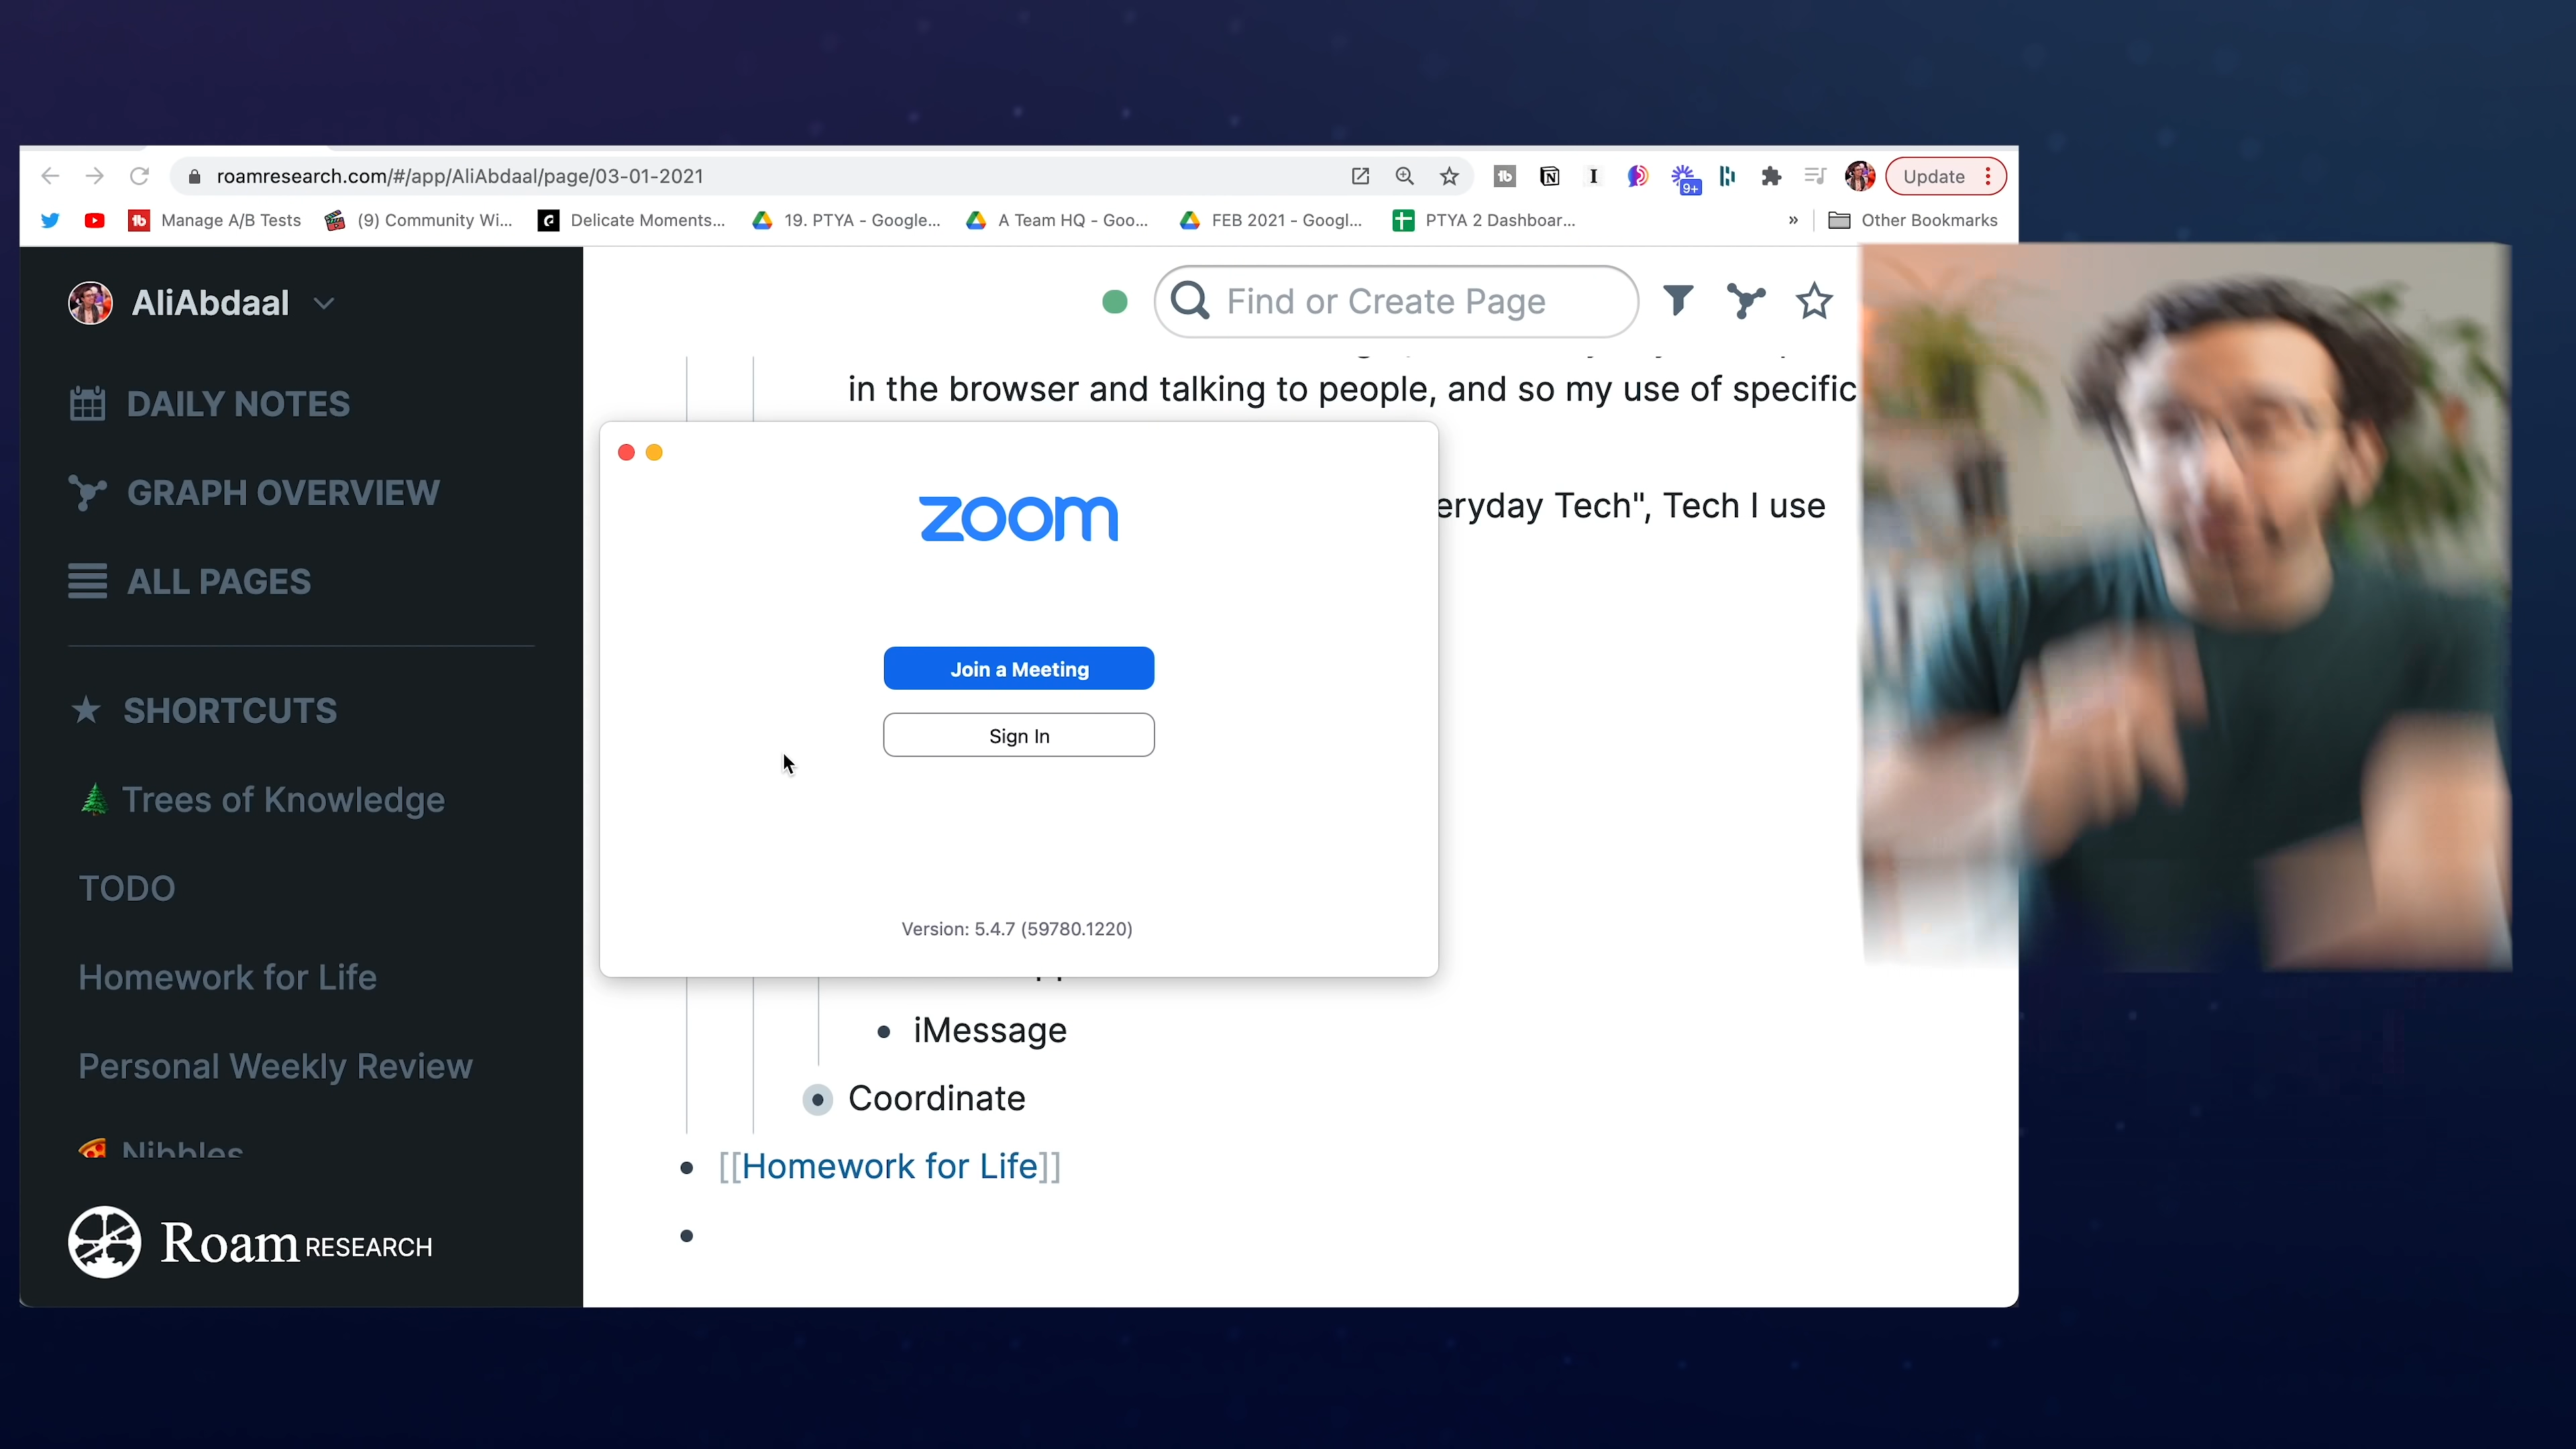 roamresearch.com/#/app/AliAbdaal/page/03-01-2021
9+
Update
Manage A/B Tests
(9) Community Wi...
Delicate Moments...
19. PTYA - Google...
A Team HQ - Goo...
FEB 2021 - Googl...
PTYA 2 Dashboar...
»
Other Bookmarks
AliAbdaal
Find or Create Page
DAILY NOTES
GRAPH OVERVIEW
ALL PAGES
SHORTCUTS
Trees of Knowledge
TODO
Homework for Life
Personal Weekly Review
Nibbles
Roam RESEARCH
in the browser and talking to people, and so my use of specific
eryday Tech", Tech I use
zoom
Join a Meeting
Sign In
Version: 5.4.7 (59780.1220)
iMessage
Coordinate
[[Homework for Life]]